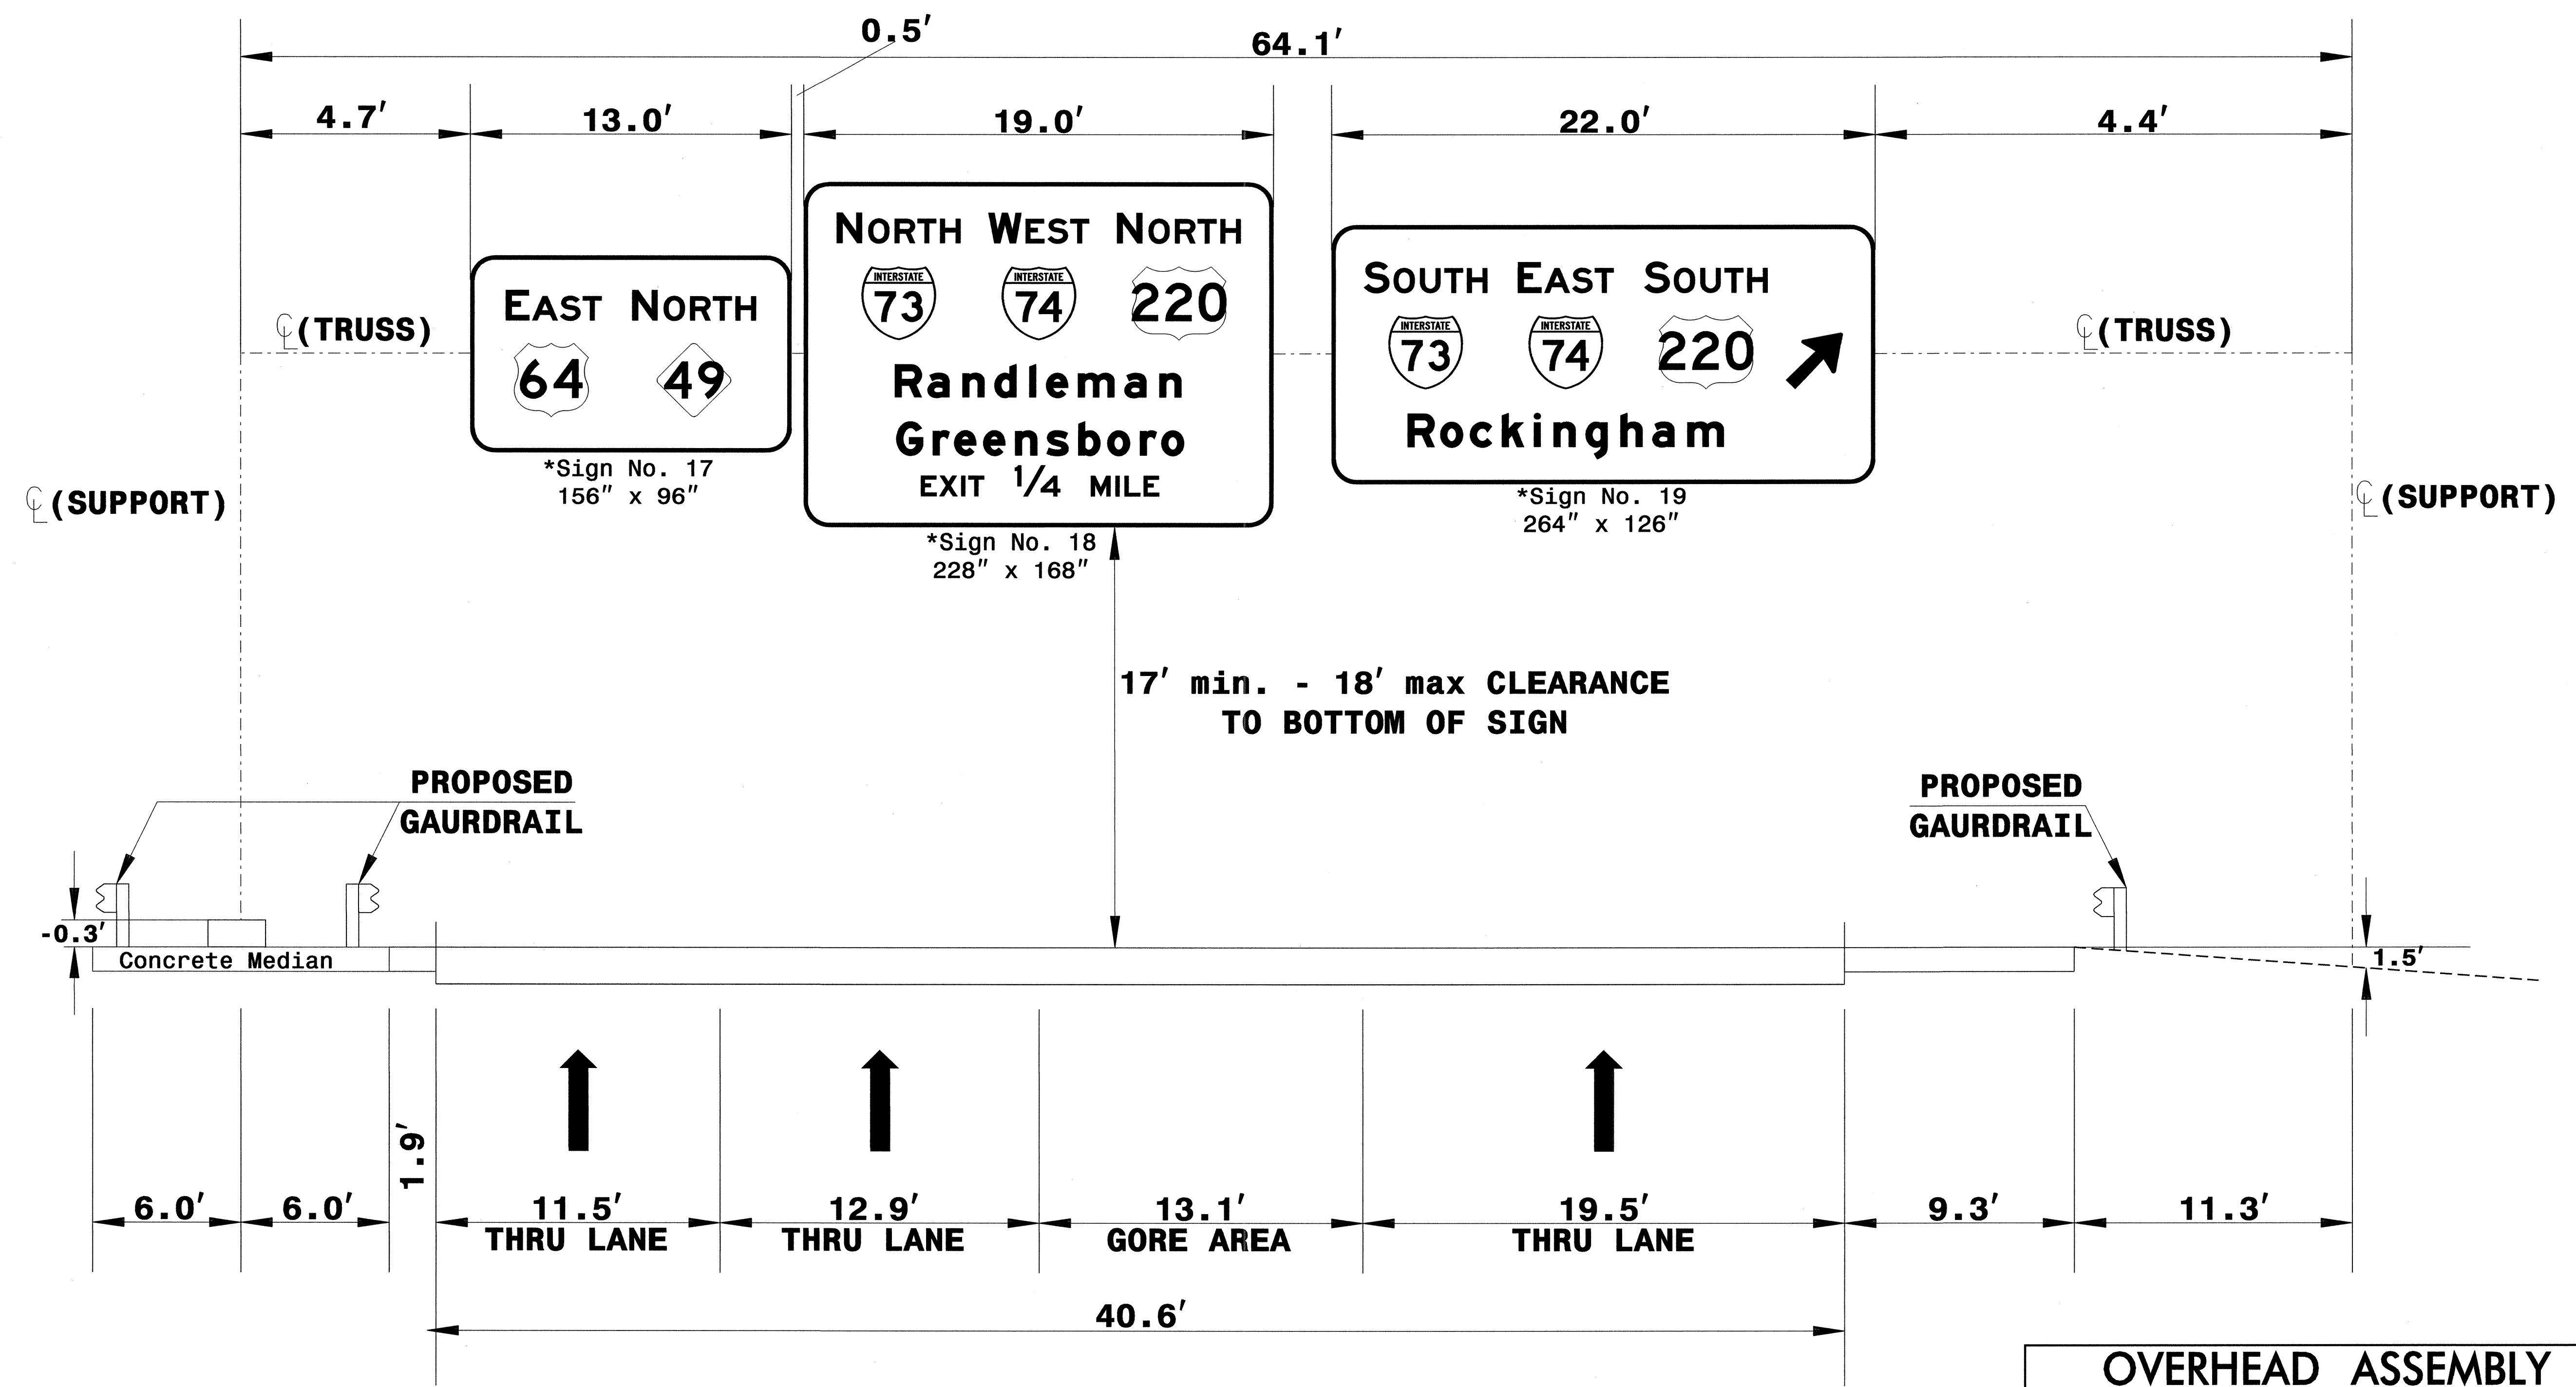 0.5′
64.1′
4.7′ 13.0′ 19.0′ 22.0′ 4.4′
EAST NORTH
64 49
*Sign No. 17
156″ x 96″
NORTH WEST NORTH
INTERSTATE INTERSTATE
73 74 220
Randleman
Greensboro
EXIT 1/4 MILE
*Sign No. 18
228″ x 168″
SOUTH EAST SOUTH
INTERSTATE INTERSTATE
73 74 220
Rockingham
*Sign No. 19
264″ x 126″
℄ (TRUSS)
℄ (TRUSS)
℄ (SUPPORT)
℄ (SUPPORT)
17′ min. - 18′ max CLEARANCE
TO BOTTOM OF SIGN
PROPOSED
GAURDRAIL
PROPOSED
GAURDRAIL
-0.3′
Concrete Median
1.5′
1.9′
6.0′ 6.0′ 11.5′ 12.9′ 13.1′ 19.5′ 9.3′ 11.3′
THRU LANE THRU LANE GORE AREA THRU LANE
40.6′
OVERHEAD ASSEMBLY